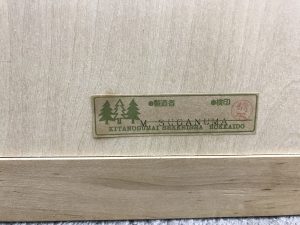 ●製造者 ●検印
M. SUGANUMA
KITANOSUMAI SEKKEISHA HOKKAIDO